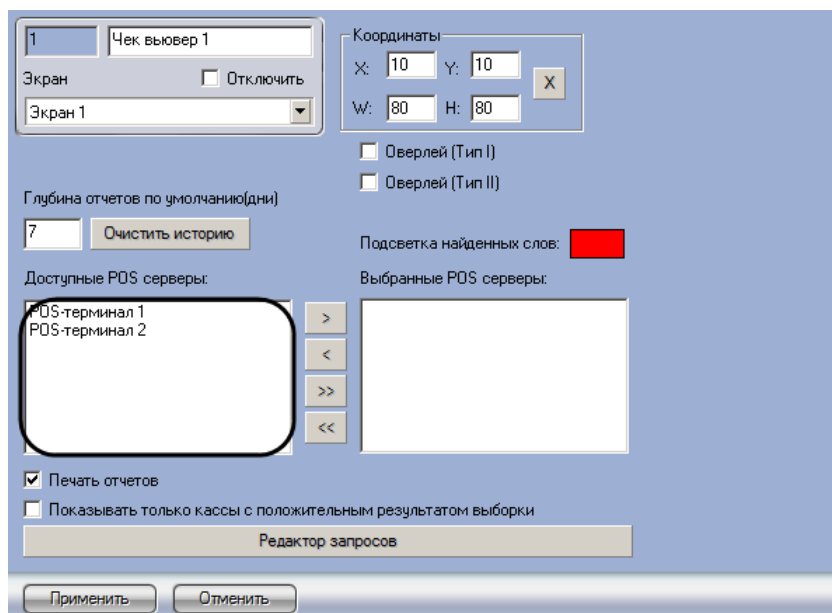 1 Чек вьювер 1
Экран Отключить
Экран 1
Координаты
X: 10 Y: 10
X
W: 80 H: 80
Оверлей (Тип I)
Оверлей (Тип II)
Глубина отчетов по умолчанию(дни)
7 Очистить историю
Подсветка найденных слов:
Доступные POS серверы:
POS-терминал 1
POS-терминал 2
>
<
>>
<<
Выбранные POS серверы:
Печать отчетов
Показывать только кассы с положительным результатом выборки
Редактор запросов
Применить Отменить